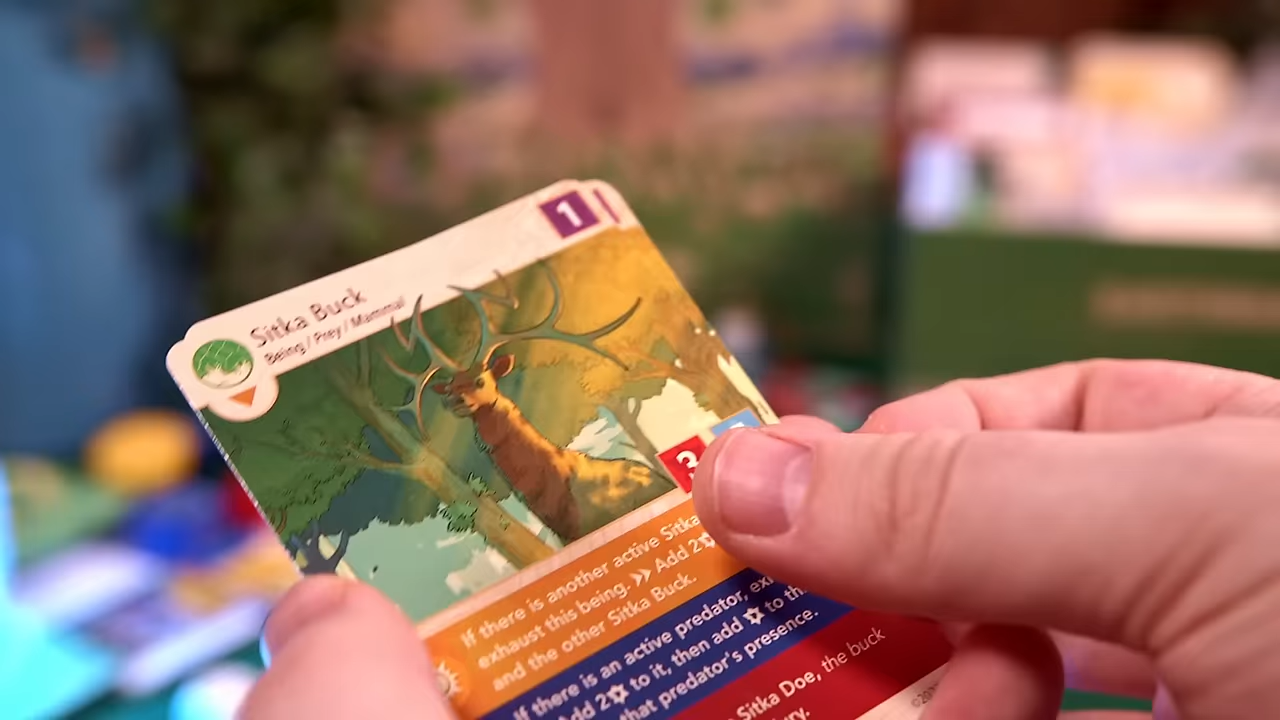 1
Sitka Buck
Being / Prey / Mammal
3
If there is another active Sitka
exhaust this being. Add 2
and the other Sitka Buck.
If there is an active predator,
Add 2 to it, then add to
that predator's presence.
Sitka Doe, the buck